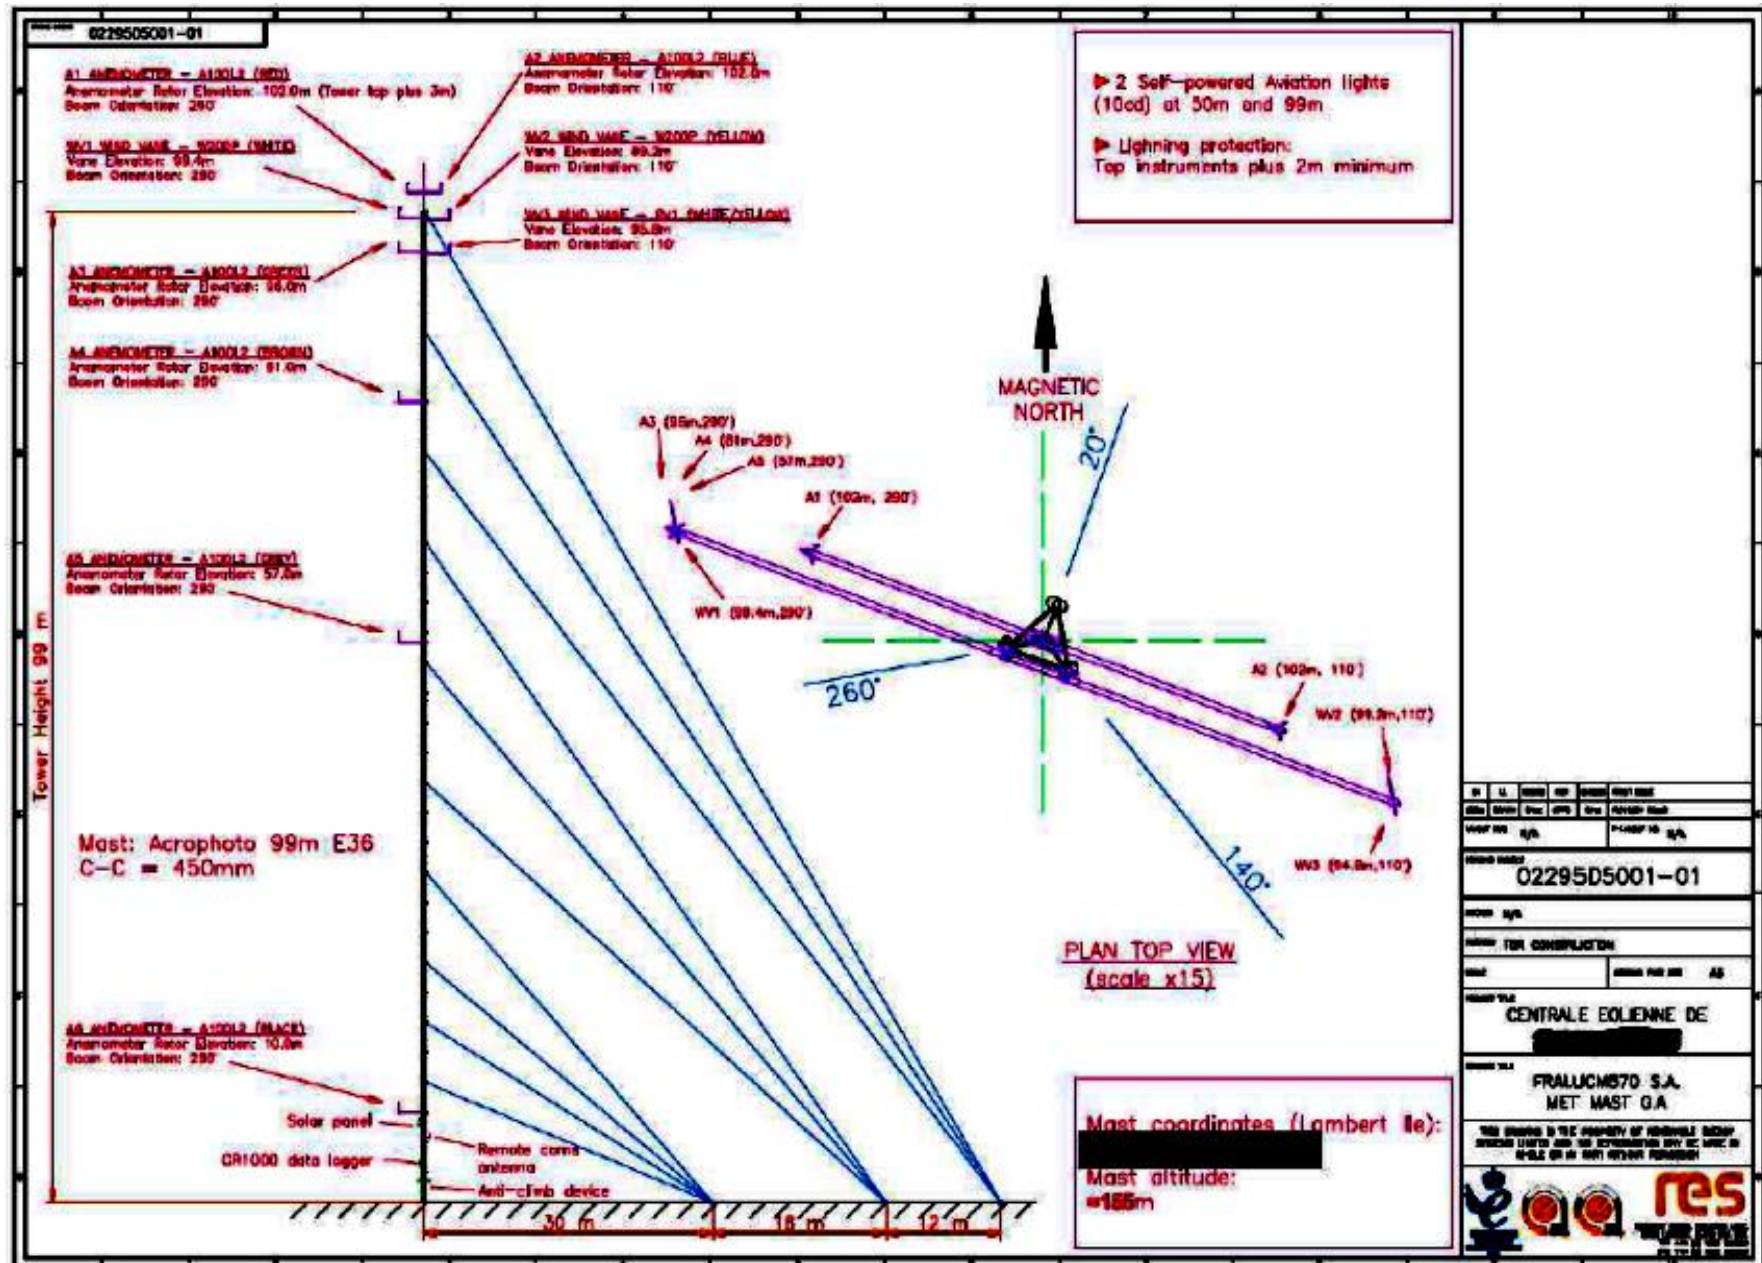 02295D5001-01
A1 ANEMOMETER - A100L2 (RED)
Anemometer Rotor Elevation: 102.0m (Tower top plus 3m)
Boom Orientation: 290°
A2 ANEMOMETER - A100L2 (BLUE)
Anemometer Rotor Elevation: 102.0m
Boom Orientation: 110°
WV1 WIND VANE - W200P (WHITE)
Vane Elevation: 99.4m
Boom Orientation: 290°
WV2 WIND VANE - W200P (YELLOW)
Vane Elevation: 99.2m
Boom Orientation: 110°
WV3 WIND VANE - (WHITE/YELLOW)
Vane Elevation:
Boom Orientation: 110°
A3 ANEMOMETER - A100L2 (GREEN)
Anemometer Rotor Elevation:
Boom Orientation: 290°
A4 ANEMOMETER - A100L2 (BROWN)
Anemometer Rotor Elevation: 81.0m
Boom Orientation: 290°
A5 ANEMOMETER - A100L2 (GREY)
Anemometer Rotor Elevation: 57.0m
Boom Orientation: 290°
A6 ANEMOMETER - A100L2 (BLACK)
Anemometer Rotor Elevation: 10.0m
Boom Orientation: 290°
Tower Height 99 m
Mast: Acrophoto 99m E36
C-C = 450mm
Solar panel
CR1000 data logger
Remote coms
antenna
Anti-climb device
30 m
18 m
12 m
2 Self-powered Aviation lights
(10cd) at 50m and 99m
Lighning protection:
Top instruments plus 2m minimum
MAGNETIC
NORTH
20°
260°
140°
A3 (95m,290°)
A4 (81m,290°)
A5 (57m,290°)
A1 (102m, 290°)
WV1 (99.4m,290°)
A2 (102m, 110°)
WV2 (99.2m,110°)
WV3 (94.8m,110°)
PLAN TOP VIEW
(scale x15)
Mast coordinates (Lambert IIe):
Mast altitude:
N/A
N/A
02295D5001-01
N/A
FOR CONSTRUCTION
A3
CENTRALE EOLIENNE DE
S.A.
MET MAST G.A
res